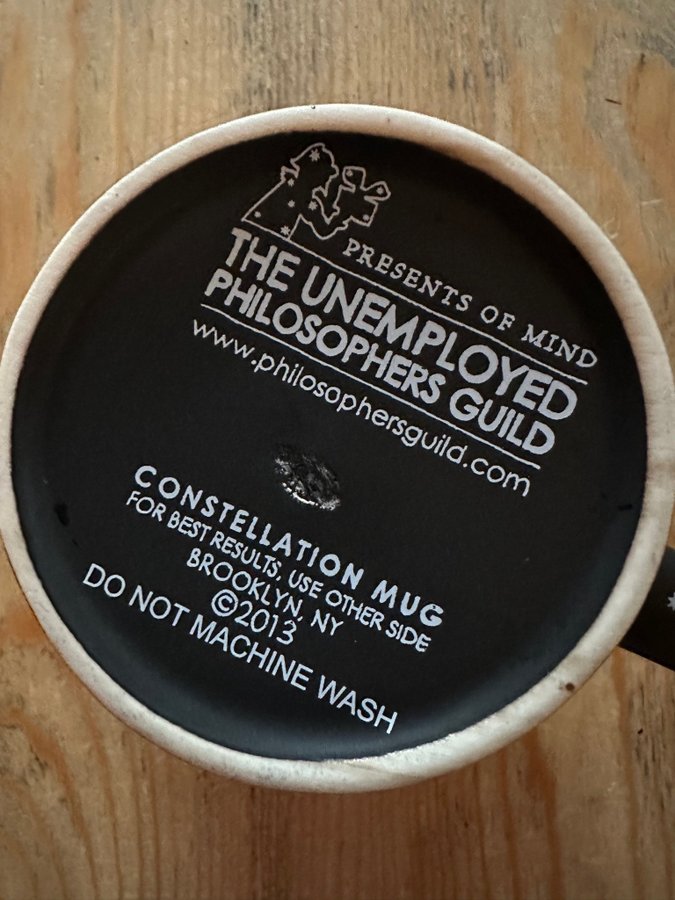 PRESENTS OF MIND
THE UNEMPLOYED
PHILOSOPHERS GUILD
www.philosophersguild.com
CONSTELLATION MUG
FOR BEST RESULTS, USE OTHER SIDE
BROOKLYN, NY
©2013
DO NOT MACHINE WASH